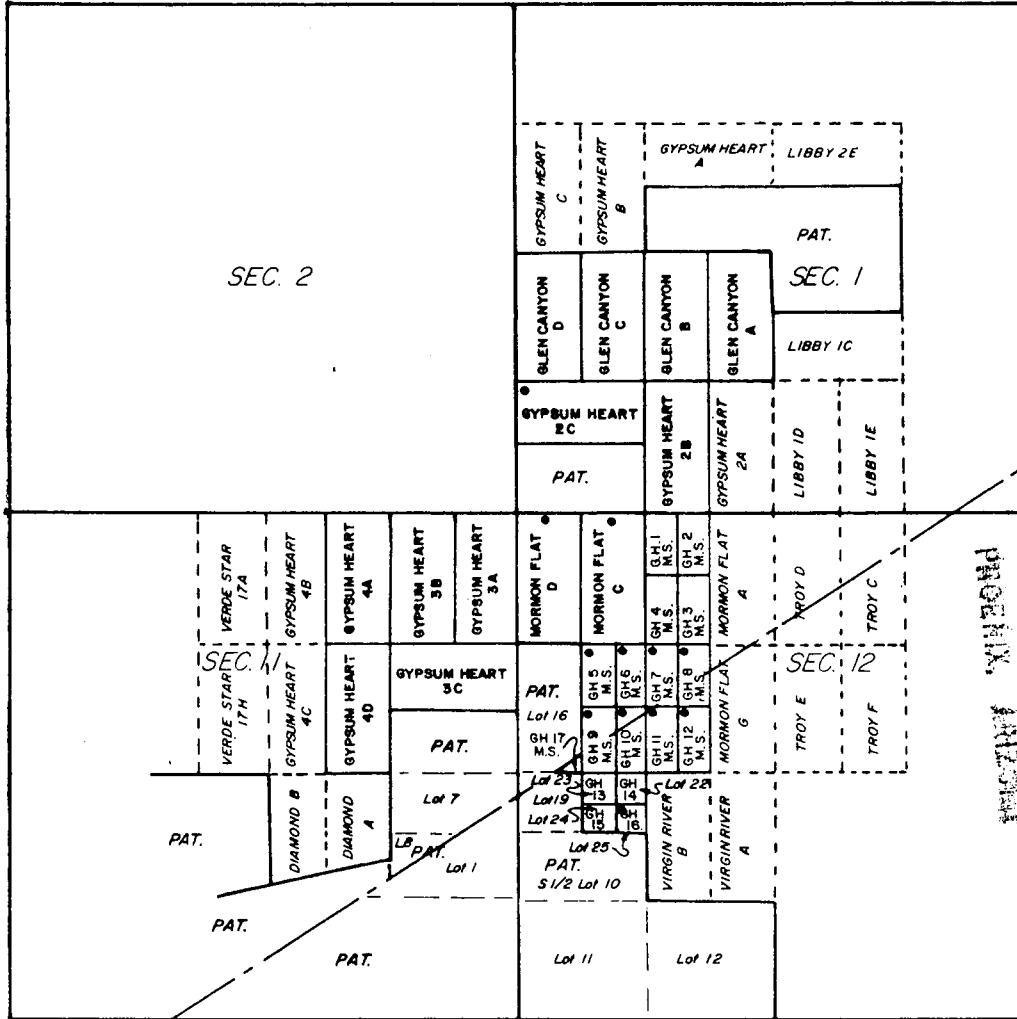 GYPSUM HEART
C
GYPSUM HEART
B
GYPSUM HEART
A
LIBBY 2E
PAT.
SEC. 2
SEC. 1
GLEN CANYON
D
GLEN CANYON
C
GLEN CANYON
B
GLEN CANYON
A
LIBBY 1C
GYPSUM HEART
2C
PAT.
GYPSUM HEART
2B
GYPSUM HEART
2A
LIBBY 1D
LIBBY 1E
VERDE STAR
17A
GYPSUM HEART
4B
GYPSUM HEART
4A
GYPSUM HEART
3B
GYPSUM HEART
3A
MORMON FLAT
D
MORMON FLAT
C
G.H. 1
M.S.
GH 2
M.S.
GH 4
M.S.
GH 3
M.S.
MORMON FLAT
A
TROY D
TROY C
SEC. 11
SEC. 12
VERDE STAR
17H
GYPSUM HEART
4C
GYPSUM HEART
4D
GYPSUM HEART
3C
PAT.
PAT.
Lot 16
GH 17
M.S.
GH 5
M.S.
GH 6
M.S.
GH 7
M.S.
GH 8
M.S.
GH 9
M.S.
GH 10
M.S.
GH 11
M.S.
GH 12
M.S.
MORMON FLAT
G
TROY E
TROY F
PAT.
DIAMOND B
DIAMOND
A
Lot 7
L8
PAT.
Lot 1
Lot 23
Lot 19
Lot 24
GH
13
GH
14
GH
15
GH
16
Lot 22
Lot 25
PAT.
S 1/2 Lot 10
VIRGIN RIVER
B
VIRGIN RIVER
A
PAT.
PAT.
Lot 11
Lot 12